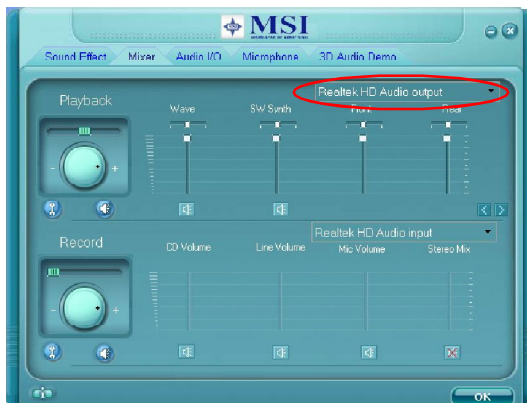 MSI
Sound Effect Mixer Audio I/O Microphone 3D Audio Demo
Realtek HD Audio output
Playback
Wave SW Synth Front Rear
- +
Realtek HD Audio input
Record
CD Volume Line Volume Mic Volume Stereo Mix
- +
OK